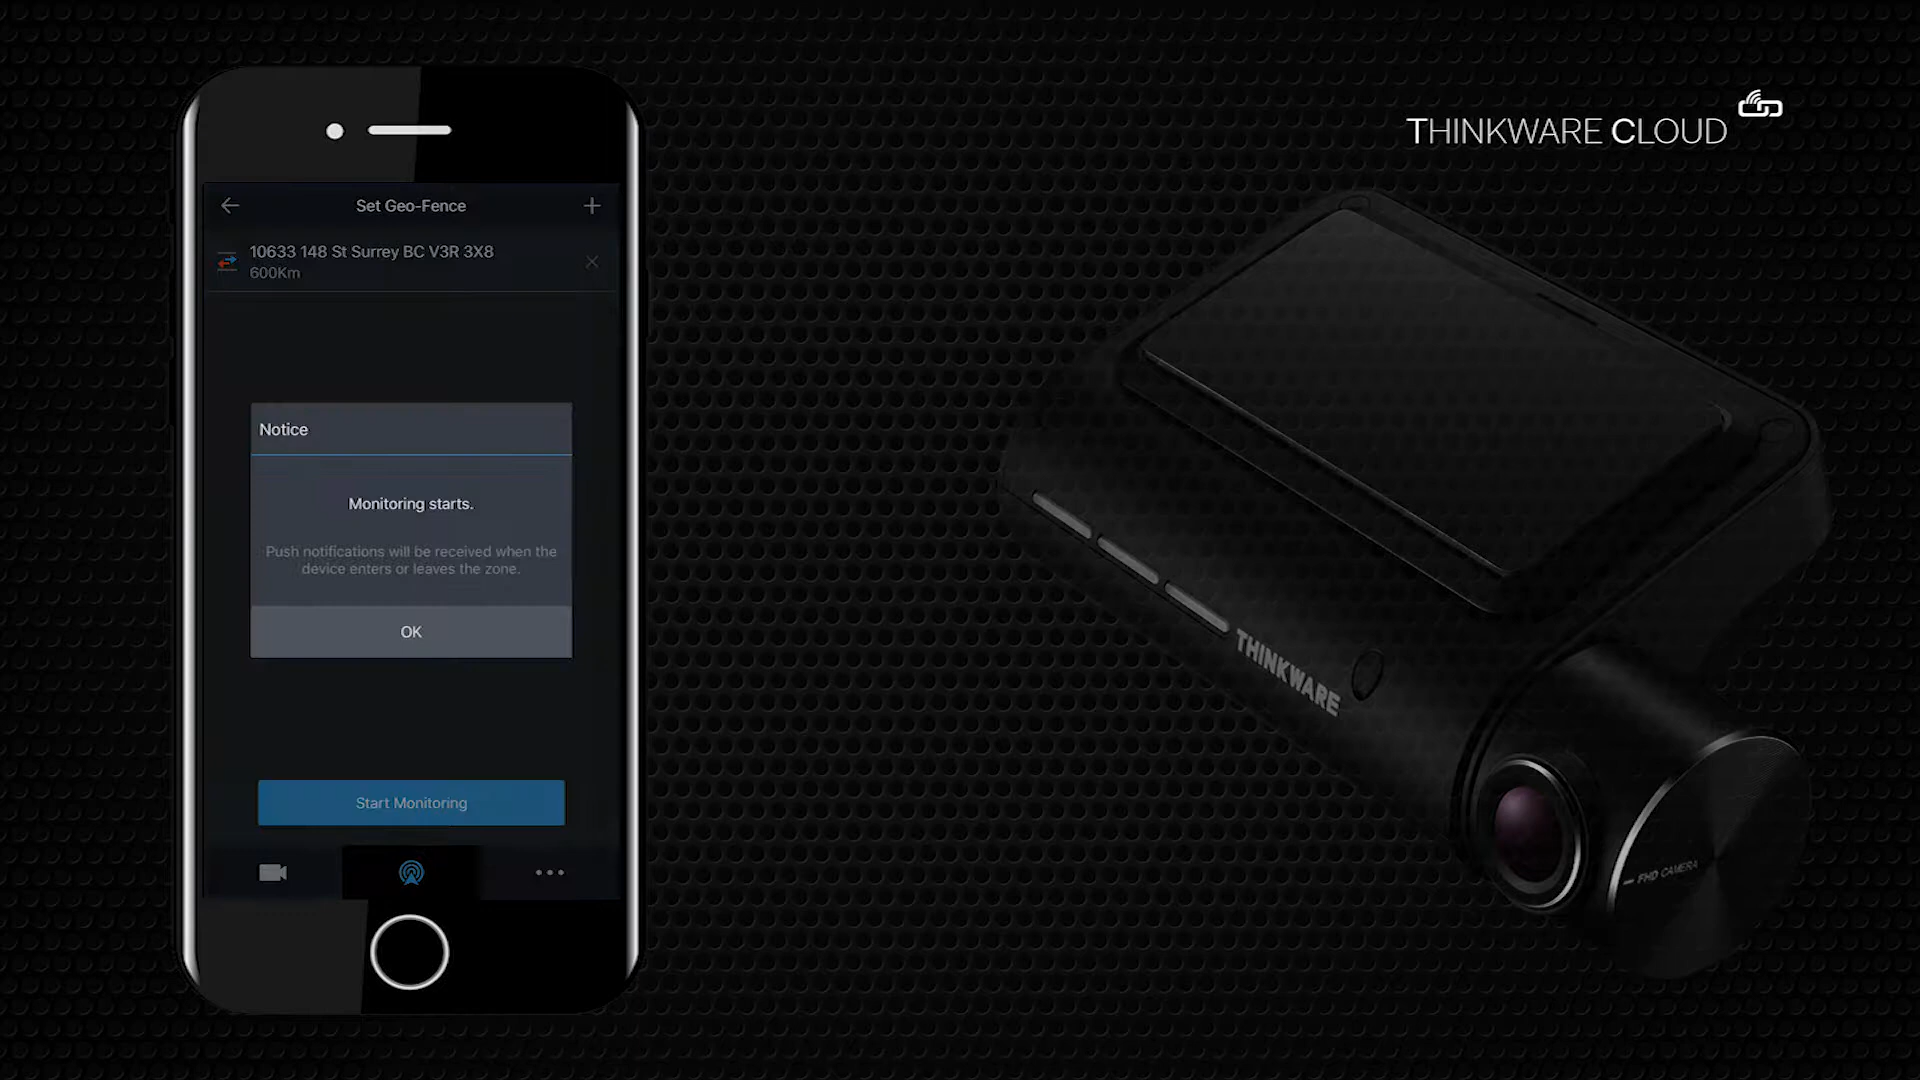 THINKWARE CLOUD
Set Geo-Fence
10633 148 St Surrey BC V3R 3X8
600Km
Notice
Monitoring starts.
Push notifications will be received when the
device enters or leaves the zone.
OK
Start Monitoring
THINKWARE
FHD CAMERA